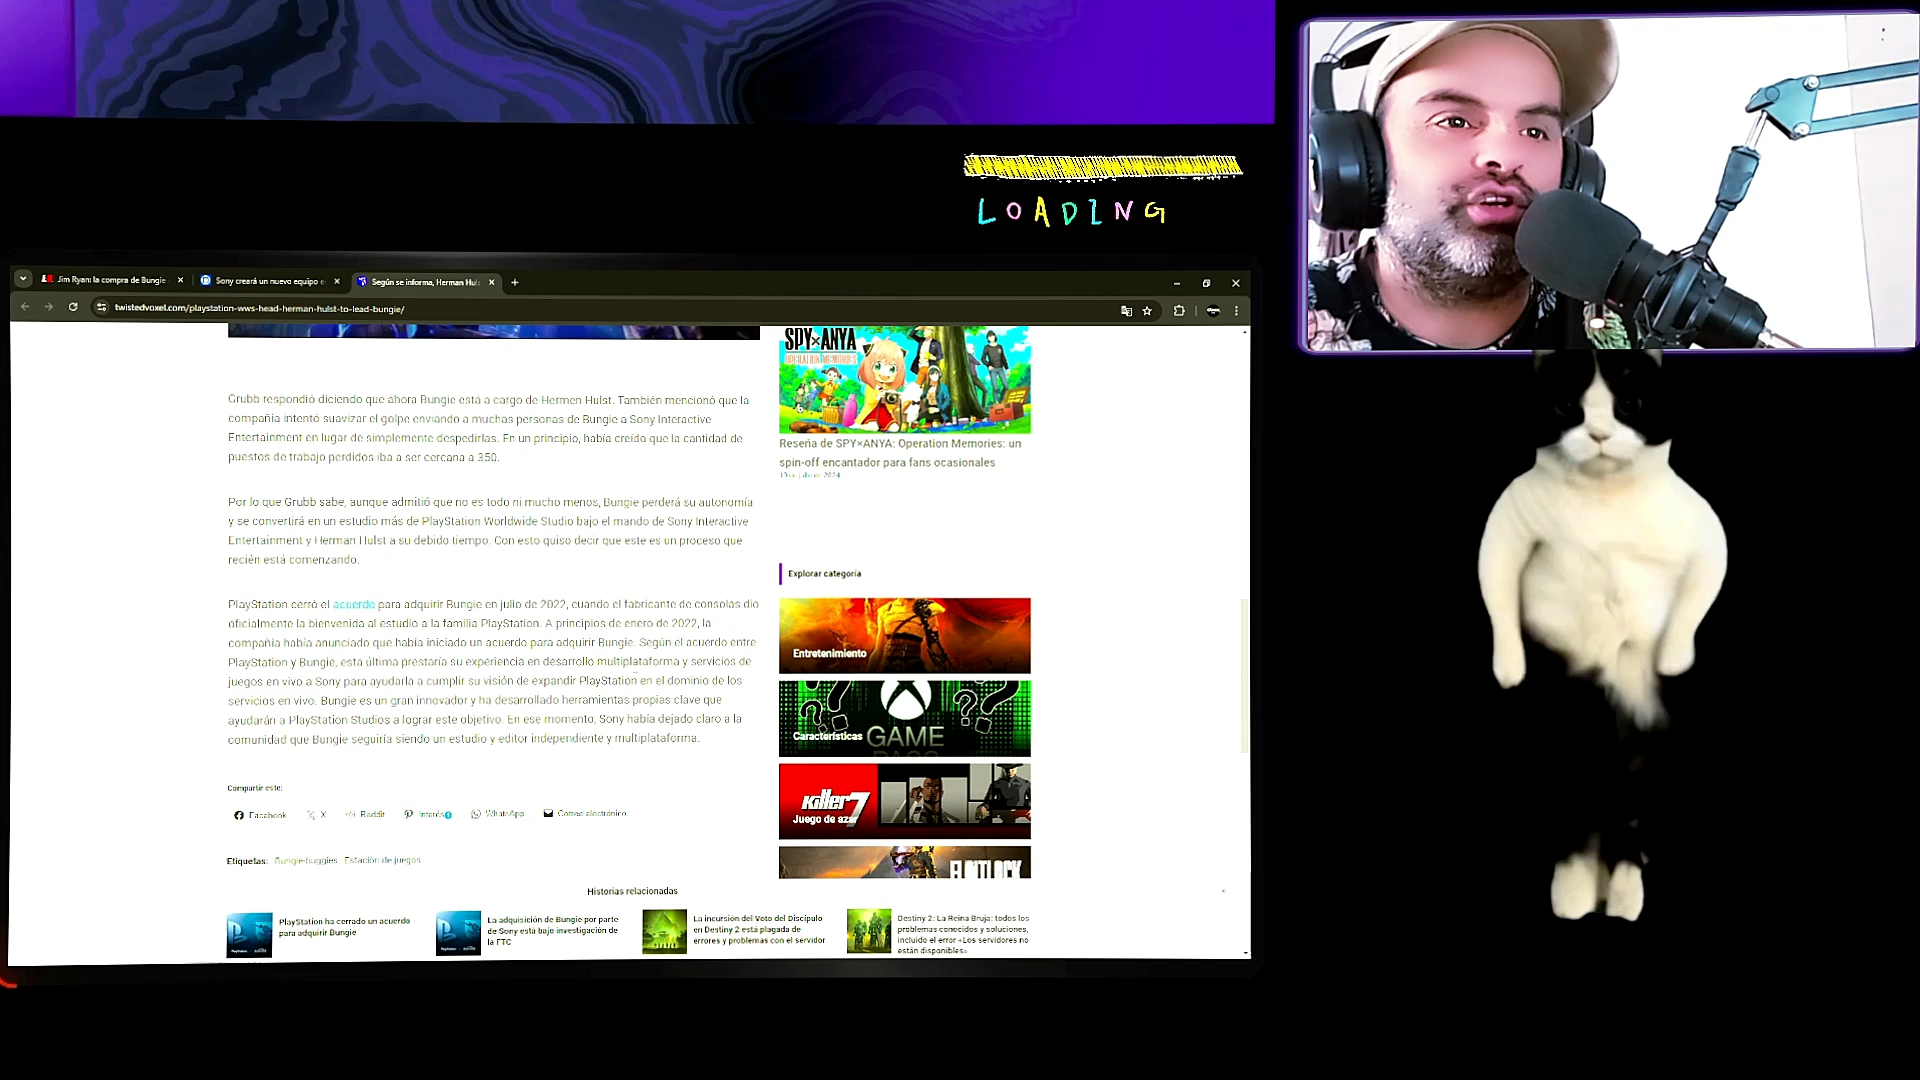 LOADING
Jim Ryan: la compra de Bungie
Sony creará un nuevo equipo e
Según se informa, Herman Huls
twistedvoxel.com/playstation-wws-head-herman-hulst-to-lead-bungie/
Grubb respondió diciendo que ahora Bungie está a cargo de Hermen Hulst. También mencionó que la
compañía intentó suavizar el golpe enviando a muchas personas de Bungie a Sony Interactive
Entertainment en lugar de simplemente despedirlas. En un principio, había creído que la cantidad de
puestos de trabajo perdidos iba a ser cercana a 350.
Por lo que Grubb sabe, aunque admitió que no es todo ni mucho menos, Bungie perderá su autonomía
y se convertirá en un estudio más de PlayStation Worldwide Studio bajo el mando de Sony Interactive
Entertainment y Herman Hulst a su debido tiempo. Con esto quiso decir que este es un proceso que
recién está comenzando.
PlayStation cerró el acuerdo para adquirir Bungie en julio de 2022, cuando el fabricante de consolas dio
oficialmente la bienvenida al estudio a la familia PlayStation. A principios de enero de 2022, la
compañía había anunciado que había iniciado un acuerdo para adquirir Bungie. Según el acuerdo entre
PlayStation y Bungie, esta última prestaría su experiencia en desarrollo multiplataforma y servicios de
juegos en vivo a Sony para ayudarla a cumplir su visión de expandir PlayStation en el dominio de los
servicios en vivo. Bungie es un gran innovador y ha desarrollado herramientas propias clave que
ayudarán a PlayStation Studios a lograr este objetivo. En ese momento, Sony había dejado claro a la
comunidad que Bungie seguiría siendo un estudio y editor independiente y multiplataforma.
Compartir este:
Facebook
X
Reddit
Interés
WhatsApp
Correo electrónico
Etiquetas: Bungie-buggies Estación de juegos
SPY×ANYA
OPERATION MEMORIES
Reseña de SPY×ANYA: Operation Memories: un
spin-off encantador para fans ocasionales
Explorar categoría
Entretenimiento
Características
GAME
PASS
killer7
Juego de azar
FLINTLOCK
Historias relacionadas
PlayStation ha cerrado un acuerdo
para adquirir Bungie
La adquisición de Bungie por parte
de Sony está bajo investigación de
la FTC
La incursión del Voto del Discípulo
en Destiny 2 está plagada de
errores y problemas con el servidor
Destiny 2: La Reina Bruja: todos los
problemas conocidos y soluciones,
incluido el error «Los servidores no
están disponibles»